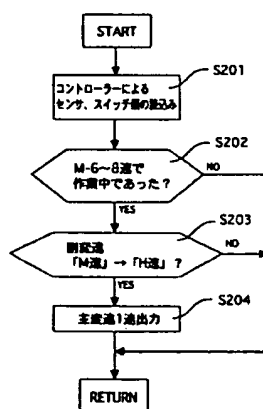 START
S201
コントローラーによる
センサ、スイッチ値の読込み
S202
M-6~8速で
作業中であった?
NO
YES
S203
副変速
「M速」→「H速」?
NO
YES
S204
主変速1速出力
RETURN